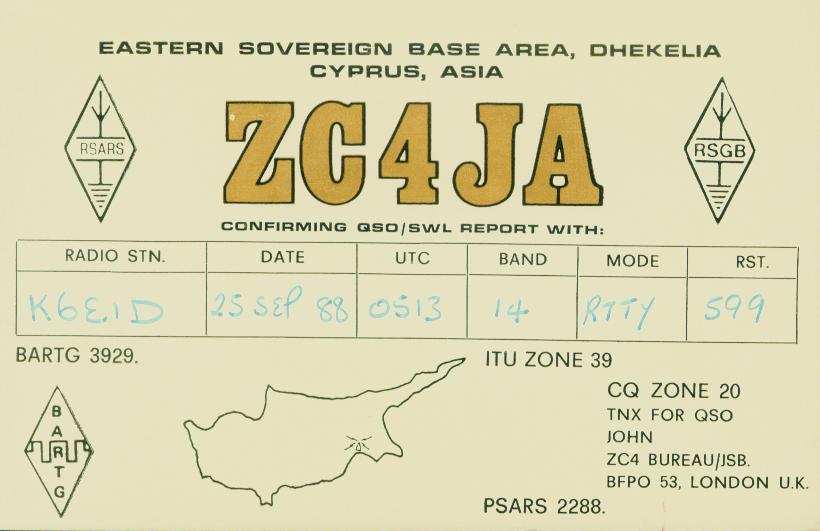 EASTERN SOVEREIGN BASE AREA, DHEKELIA
CYPRUS, ASIA
RSARS
ZC4JA
RSGB
CONFIRMING QSO/SWL REPORT WITH:
RADIO STN. DATE UTC BAND MODE RST.
K6EID 25 SEP 88 0513 14 RTTY 599
BARTG 3929.
ITU ZONE 39
CQ ZONE 20
TNX FOR QSO
JOHN
ZC4 BUREAU/JSB.
BFPO 53, LONDON U.K.
BARTG
PSARS 2288.